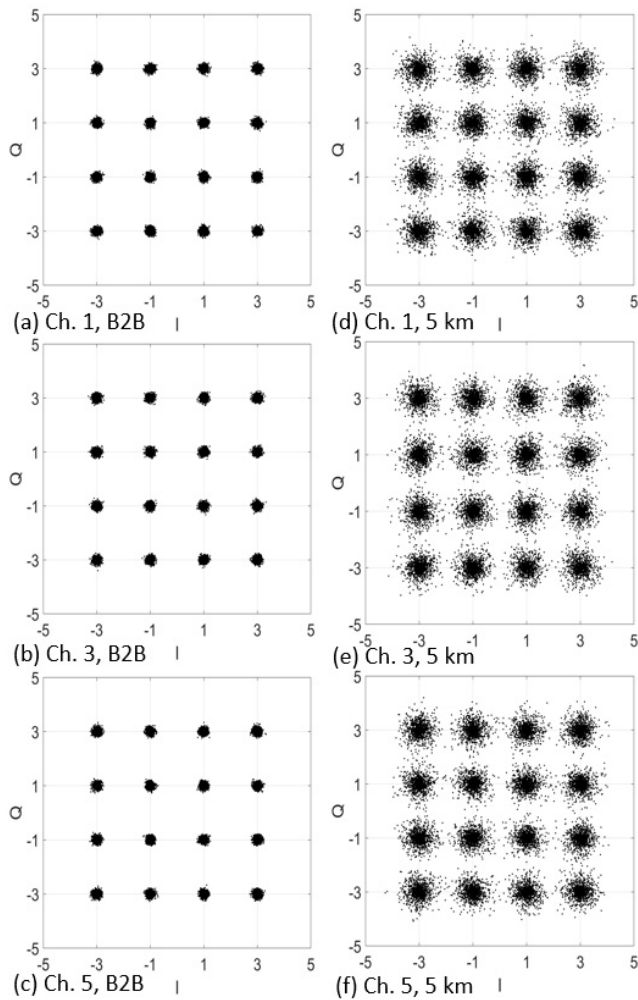 5
3
1
-1
-3
-5
Q
-5 -3 -1 1 3 5
(a) Ch. 1, B2B
I
5
3
1
-1
-3
-5
Q
-5 -3 -1 1 3 5
(d) Ch. 1, 5 km
I
5
3
1
-1
-3
-5
Q
-5 -3 -1 1 3 5
(b) Ch. 3, B2B
I
5
3
1
-1
-3
-5
Q
-5 -3 -1 1 3 5
(e) Ch. 3, 5 km
I
5
3
1
-1
-3
-5
Q
-5 -3 -1 1 3 5
(c) Ch. 5, B2B
I
5
3
1
-1
-3
-5
Q
-5 -3 -1 1 3 5
(f) Ch. 5, 5 km
I